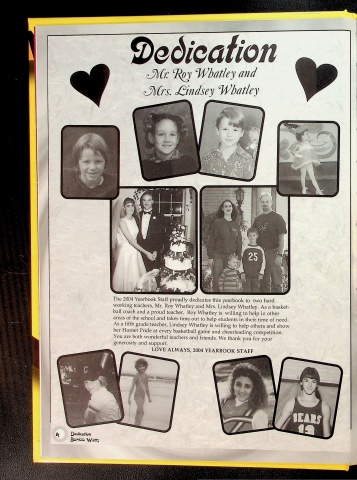 Dedication
Mr. Roy Whatley and
Mrs. Lindsey Whatley
25
The 2004 Yearbook Staff proudly dedicates this yearbook to two hard
working teachers, Mr. Roy Whatley and Mrs. Lindsey Whatley. As a basket-
ball coach and a proud teacher, Roy Whatley is willing to help in other
areas of the school and takes time out to help students in their time of need.
As a fifth grade teacher, Lindsey Whatley is willing to help others and show
her Hornet Pride at every basketball game and cheerleading competition.
You are both wonderful teachers and friends. We thank you for your
generosity and support.
LOVE ALWAYS, 2004 YEARBOOK STAFF
BEARS
Dedication